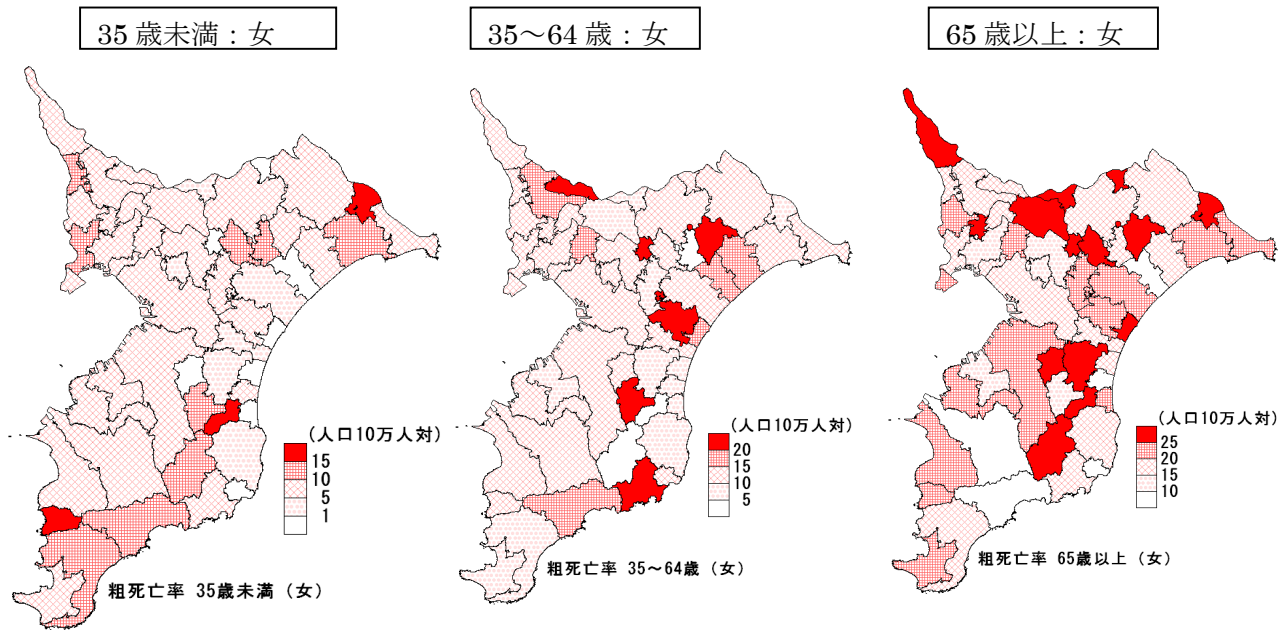 35歳未満：女
35～64歳：女
65歳以上：女
(人口10万人対)
15
10
5
1
粗死亡率 35歳未満（女）
(人口10万人対)
20
15
10
5
粗死亡率 35～64歳（女）
(人口10万人対)
25
20
15
10
粗死亡率 65歳以上（女）